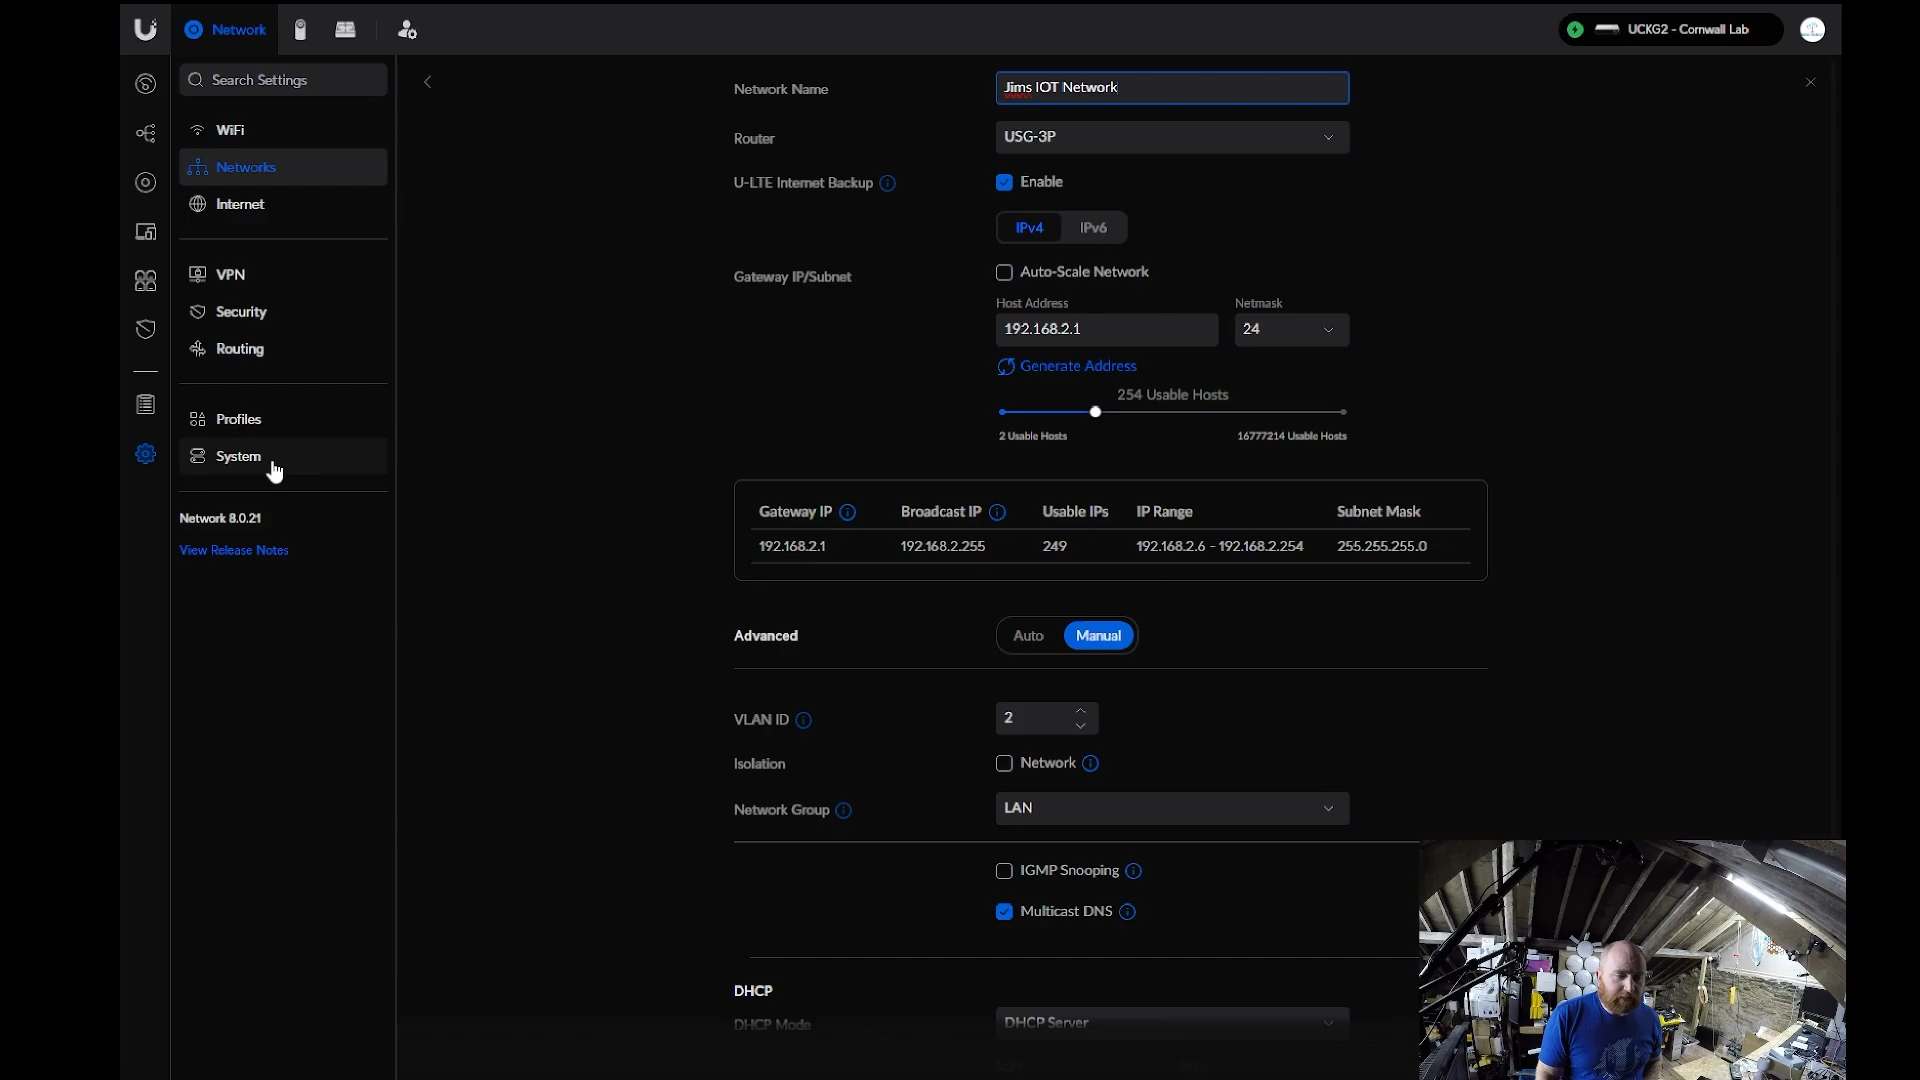 Network
UCKG2 - Cornwall Lab
Search Settings
WiFi
Networks
Internet
VPN
Security
Routing
Profiles
System
Network 8.0.21
View Release Notes
Network Name
Jims IOT Network
Router
USG-3P
U-LTE Internet Backup
Enable
IPv4 IPv6
Gateway IP/Subnet
Auto-Scale Network
Host Address Netmask
192.168.2.1 24
Generate Address
254 Usable Hosts
2 Usable Hosts 16777214 Usable Hosts
Gateway IP Broadcast IP Usable IPs IP Range Subnet Mask
192.168.2.1 192.168.2.255 249 192.168.2.6 - 192.168.2.254 255.255.255.0
Advanced Auto Manual
VLAN ID 2
Isolation Network
Network Group LAN
IGMP Snooping
Multicast DNS
DHCP
DHCP Mode DHCP Server